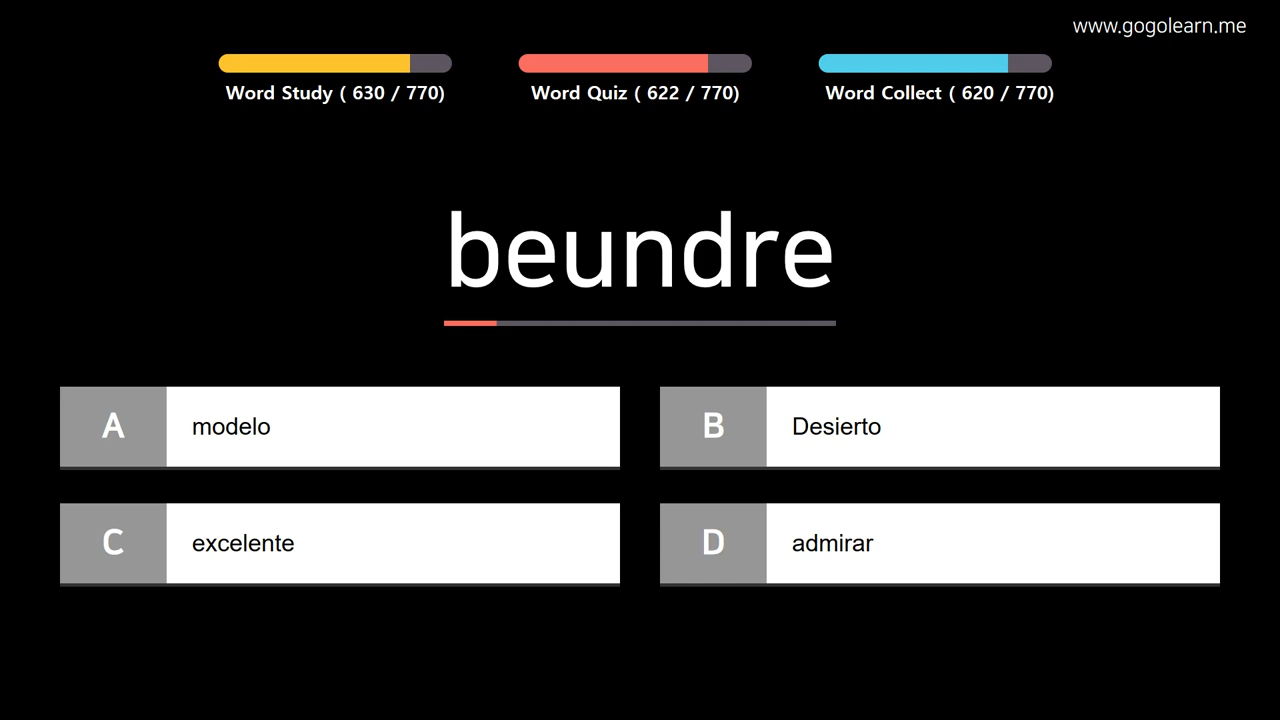 www.gogolearn.me
Word Study ( 630 / 770)
Word Quiz ( 622 / 770)
Word Collect ( 620 / 770)
beundre
A modelo
B Desierto
C excelente
D admirar